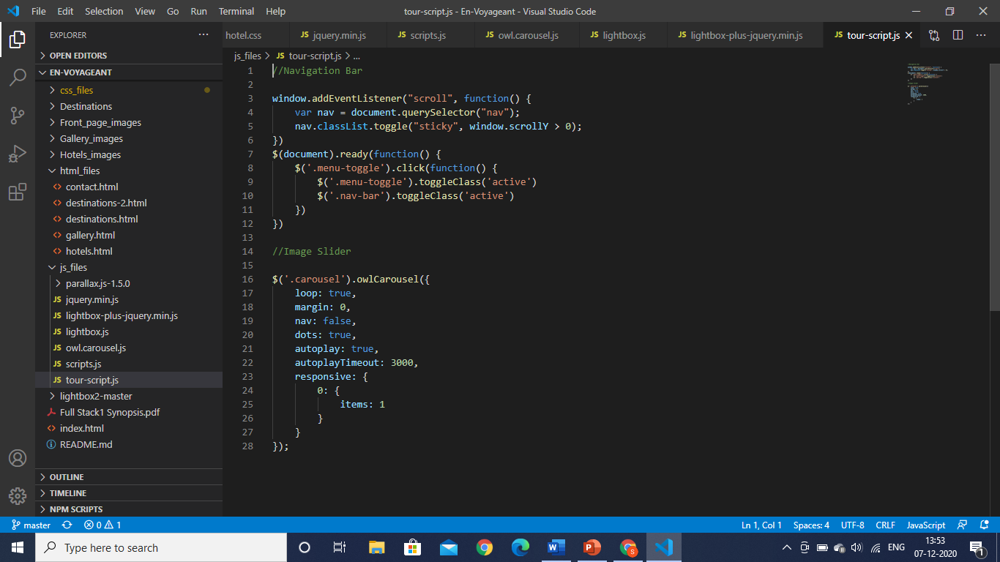 File Edit Selection View Go Run Terminal Help tour-script.js - En-Voyageant - Visual Studio Code
EXPLORER ···
hotel.css JS jquery.min.js JS scripts.js JS owl.carousel.js JS lightbox.js JS lightbox-plus-jquery.min.js JS tour-script.js
js_files > JS tour-script.js > ...
OPEN EDITORS
EN-VOYAGEANT
css_files
Destinations
Front_page_images
Gallery_images
Hotels_images
html_files
contact.html
destinations-2.html
destinations.html
gallery.html
hotels.html
js_files
parallax.js-1.5.0
JS jquery.min.js
JS lightbox-plus-jquery.min.js
JS lightbox.js
JS owl.carousel.js
JS scripts.js
JS tour-script.js
lightbox2-master
Full Stack1 Synopsis.pdf
index.html
README.md
OUTLINE
TIMELINE
NPM SCRIPTS
1 //Navigation Bar
2
3 window.addEventListener("scroll", function() {
4     var nav = document.querySelector("nav");
5     nav.classList.toggle("sticky", window.scrollY > 0);
6 })
7 $(document).ready(function() {
8     $('.menu-toggle').click(function() {
9         $('.menu-toggle').toggleClass('active')
10         $('.nav-bar').toggleClass('active')
11     })
12 })
13
14 //Image Slider
15
16 $('.carousel').owlCarousel({
17     loop: true,
18     margin: 0,
19     nav: false,
20     dots: true,
21     autoplay: true,
22     autoplayTimeout: 3000,
23     responsive: {
24         0: {
25             items: 1
26         }
27     }
28 });
master 0 1 Ln 1, Col 1 Spaces: 4 UTF-8 CRLF JavaScript
Type here to search ENG 13:53
07-12-2020 1